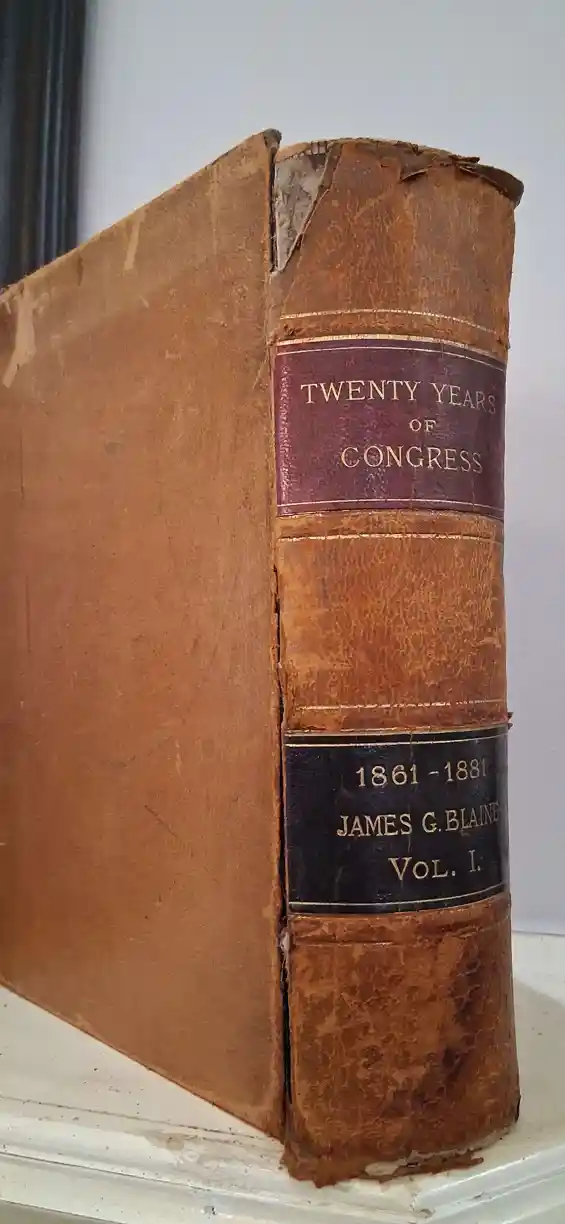 TWENTY YEARS
OF
CONGRESS
1861-1881
JAMES G. BLAINE
VOL. I.